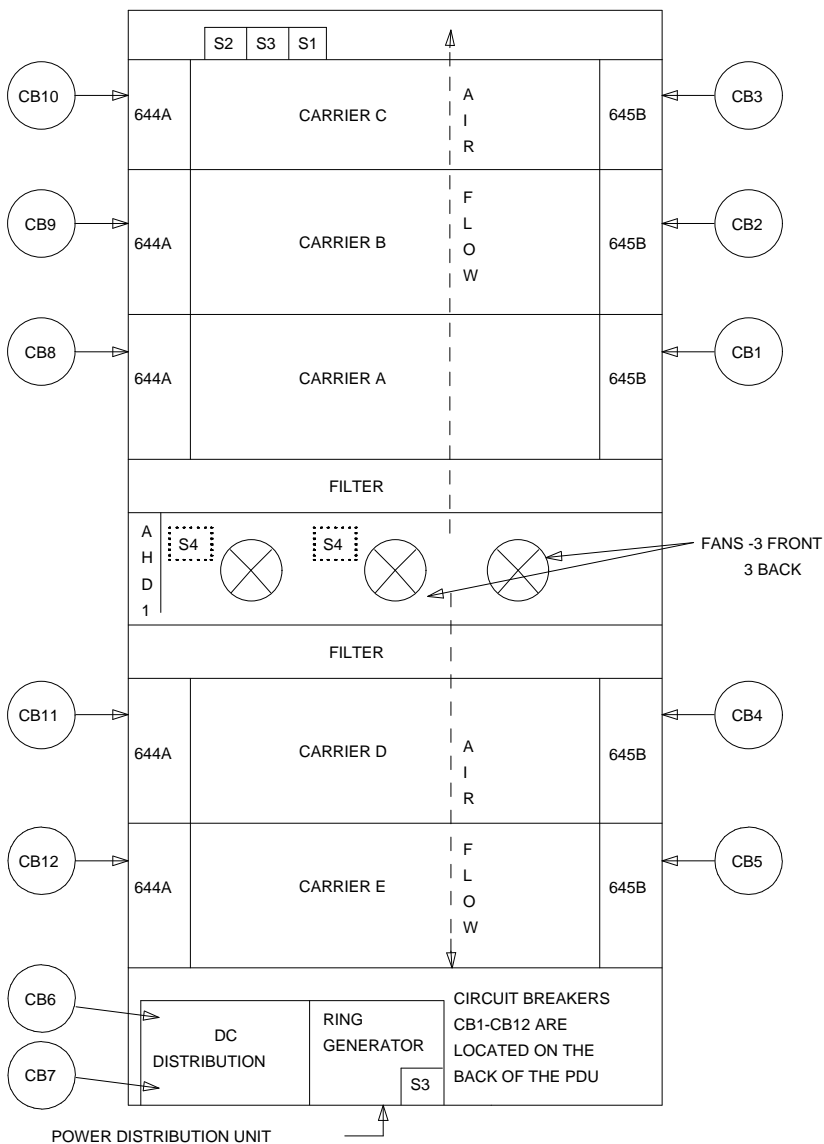 S2 S3 S1
CB10
644A
CARRIER C
645B
CB3
A
I
R
CB9
644A
CARRIER B
645B
CB2
F
L
O
W
CB8
644A
CARRIER A
645B
CB1
FILTER
A
H
D
1
S4
S4
FANS -3 FRONT
3 BACK
FILTER
CB11
644A
CARRIER D
645B
CB4
A
I
R
CB12
644A
CARRIER E
645B
CB5
F
L
O
W
CB6
CB7
DC
DISTRIBUTION
RING
GENERATOR
S3
CIRCUIT BREAKERS
CB1-CB12 ARE
LOCATED ON THE
BACK OF THE PDU
POWER DISTRIBUTION UNIT